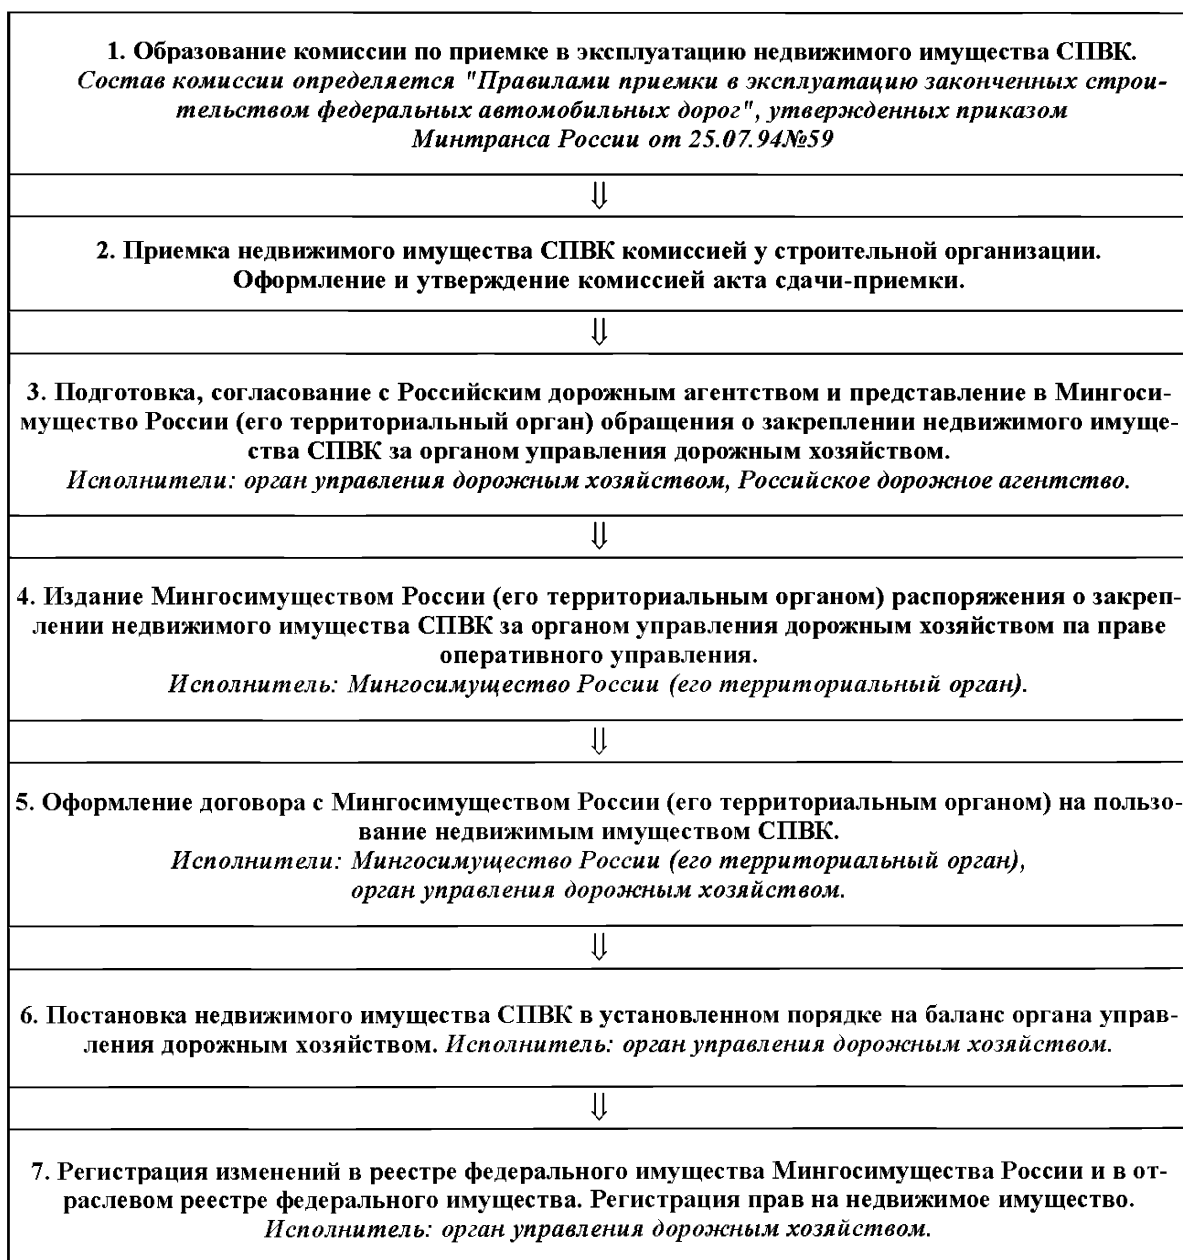 1. Образование комиссии по приемке в эксплуатацию недвижимого имущества СПВК.
Состав комиссии определяется "Правилами приемки в эксплуатацию законченных строи-
тельством федеральных автомобильных дорог", утвержденных приказом
Минтранса России от 25.07.94№59
⇓
2. Приемка недвижимого имущества СПВК комиссией у строительной организации.
Оформление и утверждение комиссией акта сдачи-приемки.
⇓
3. Подготовка, согласование с Российским дорожным агентством и представление в Мингоси-
мущество России (его территориальный орган) обращения о закреплении недвижимого имуще-
ства СПВК за органом управления дорожным хозяйством.
Исполнители: орган управления дорожным хозяйством, Российское дорожное агентство.
⇓
4. Издание Мингосимуществом России (его территориальным органом) распоряжения о закреп-
лении недвижимого имущества СПВК за органом управления дорожным хозяйством па праве
оперативного управления.
Исполнитель: Мингосимущество России (его территориальный орган).
⇓
5. Оформление договора с Мингосимуществом России (его территориальным органом) на пользо-
вание недвижимым имуществом СПВК.
Исполнители: Мингосимущество России (его территориальный орган),
орган управления дорожным хозяйством.
⇓
6. Постановка недвижимого имущества СПВК в установленном порядке на баланс органа управ-
ления дорожным хозяйством. Исполнитель: орган управления дорожным хозяйством.
⇓
7. Регистрация изменений в реестре федерального имущества Мингосимущества России и в от-
раслевом реестре федерального имущества. Регистрация прав на недвижимое имущество.
Исполнитель: орган управления дорожным хозяйством.